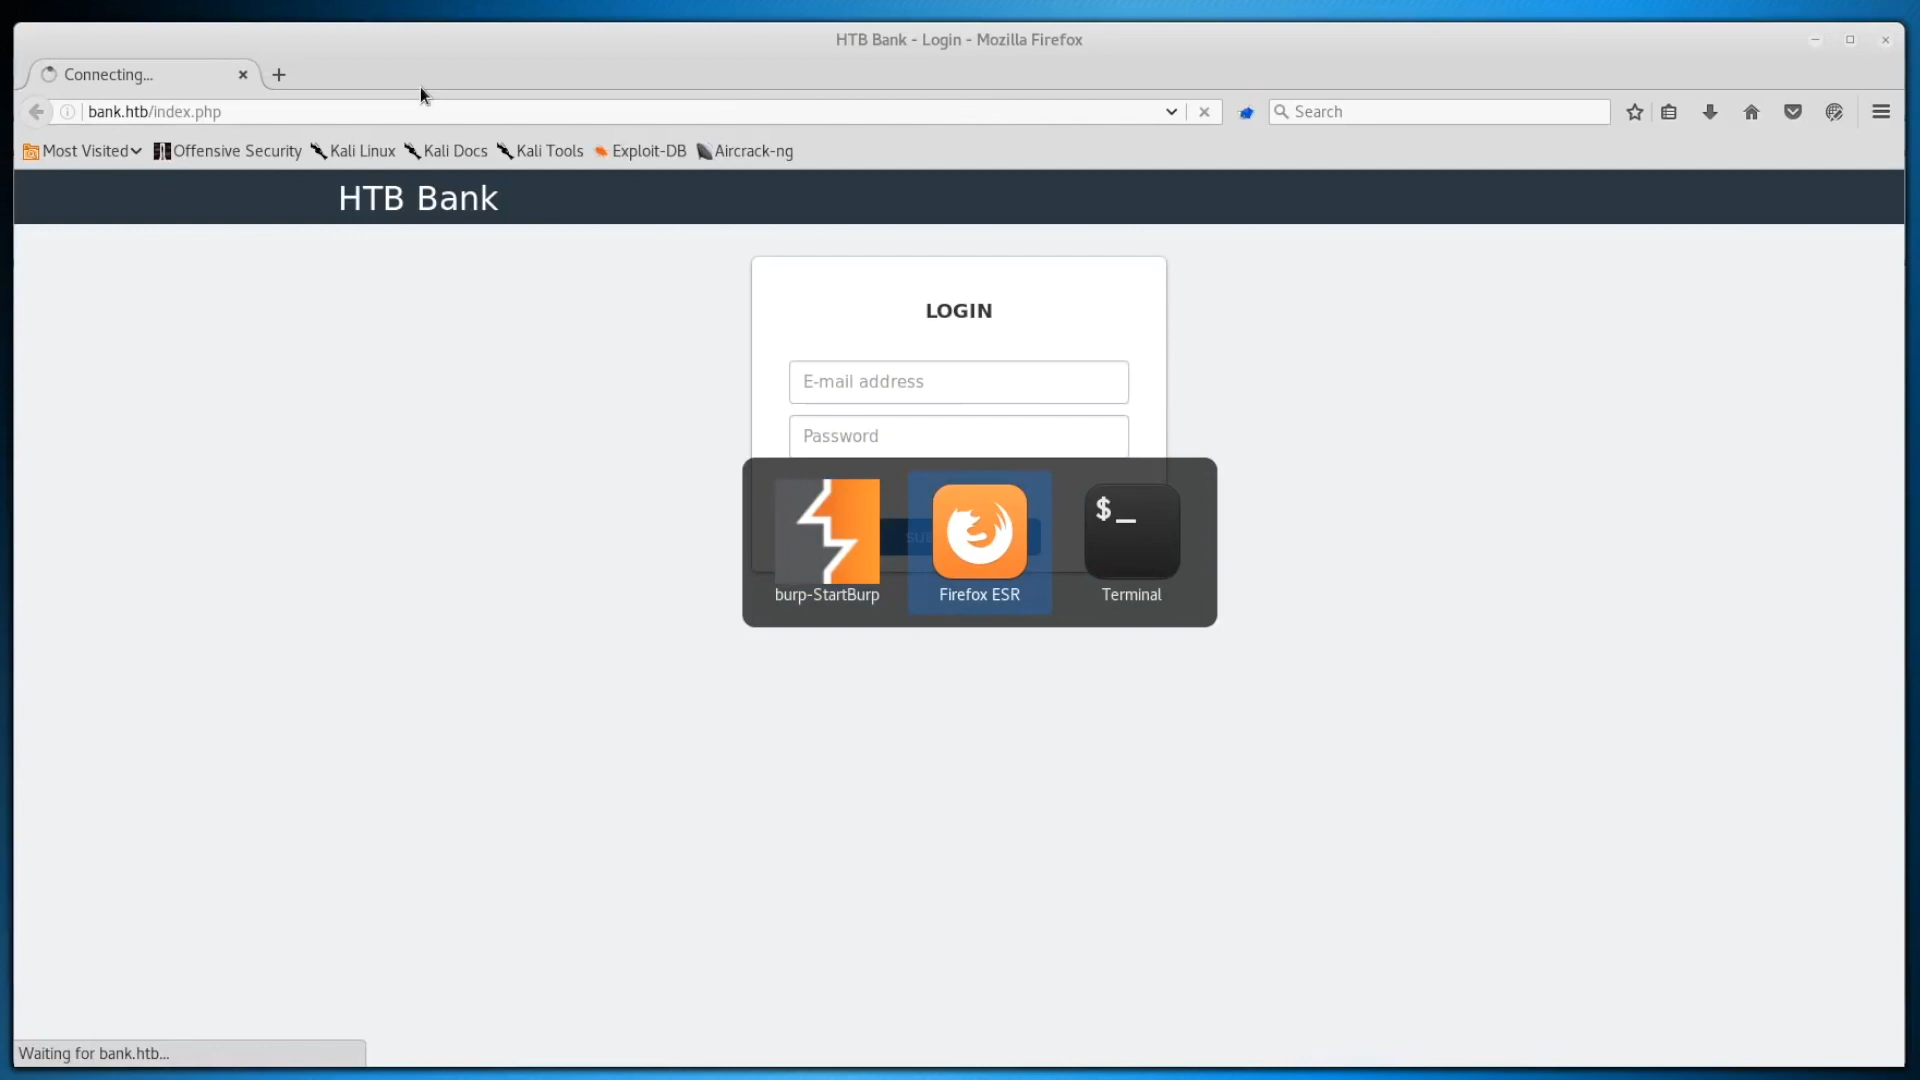 HTB Bank - Login - Mozilla Firefox
Connecting...
bank.htb/index.php
Search
Most Visited Offensive Security Kali Linux Kali Docs Kali Tools Exploit-DB Aircrack-ng
HTB Bank
LOGIN
E-mail address
Password
$_
burp-StartBurp Firefox ESR Terminal
Waiting for bank.htb...